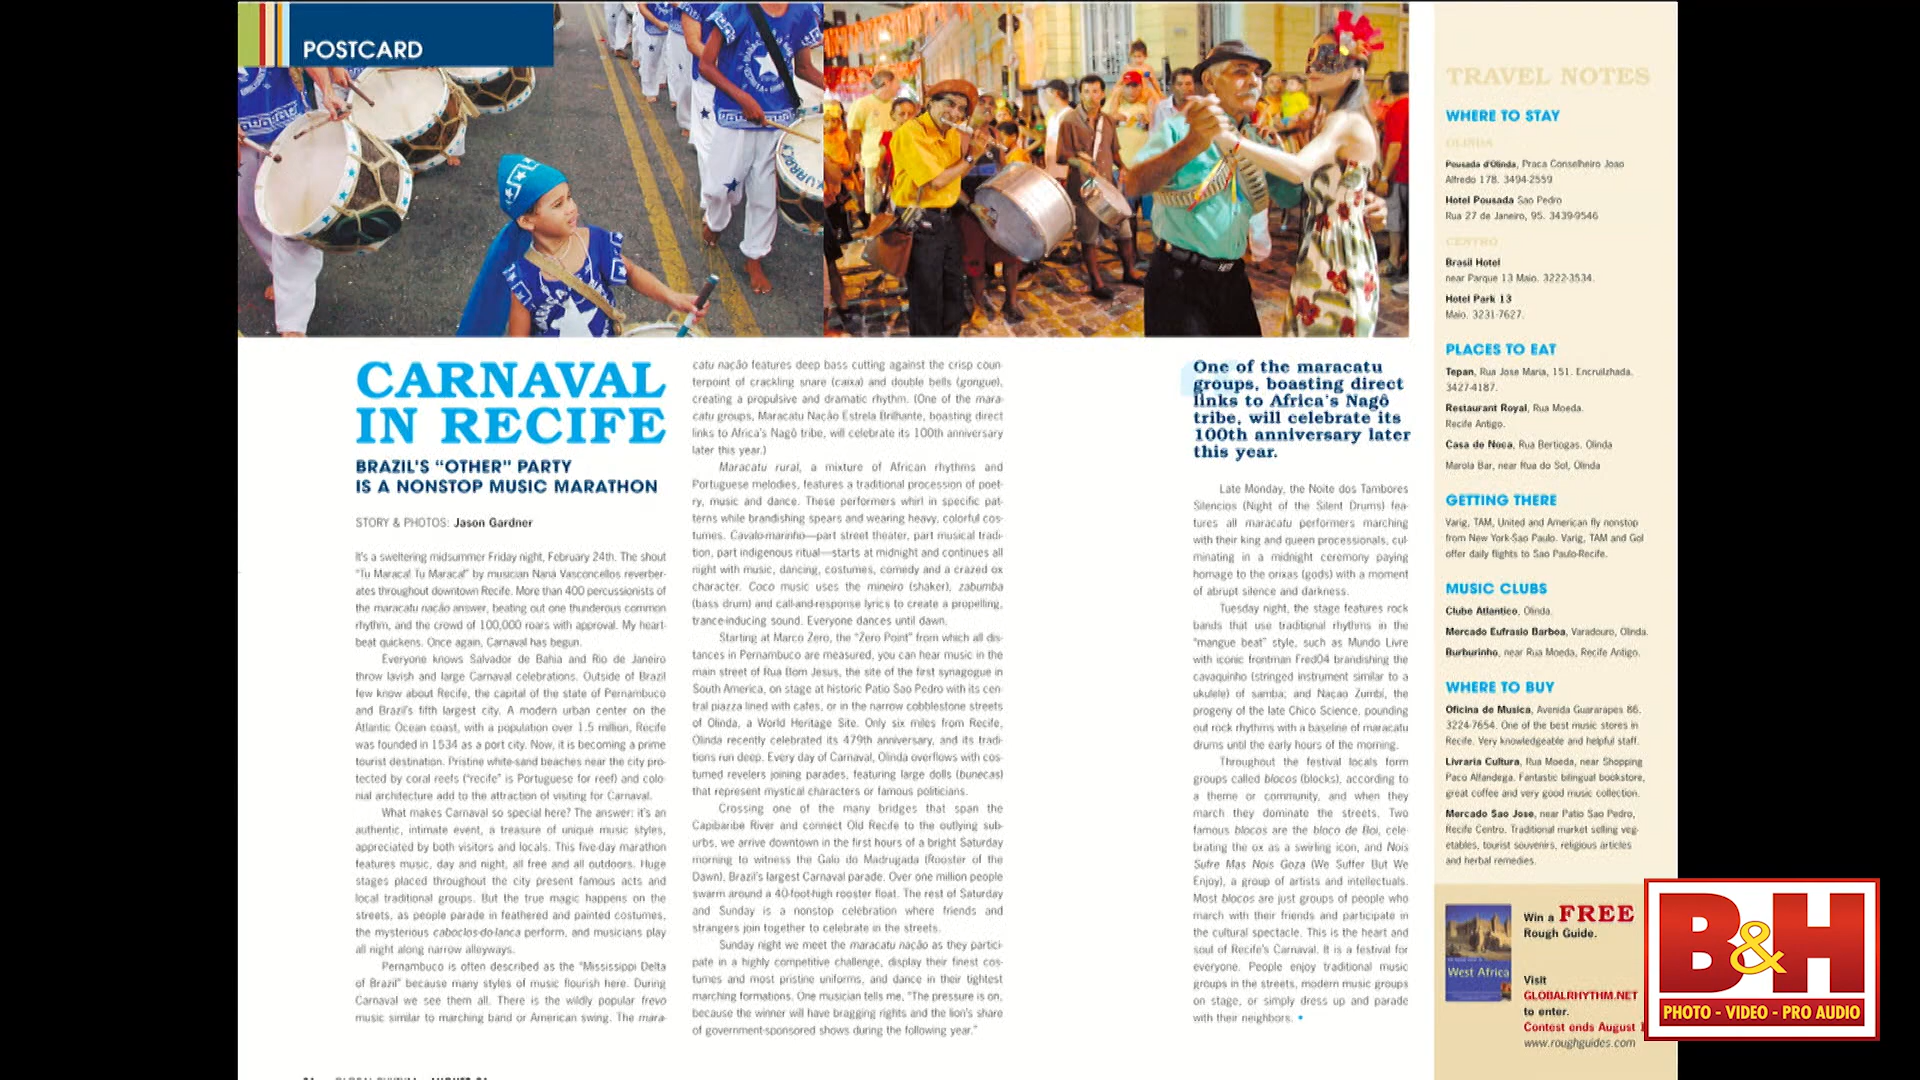 POSTCARD
CARNAVAL
IN RECIFE
BRAZIL'S "OTHER" PARTY
IS A NONSTOP MUSIC MARATHON
STORY & PHOTOS: Jason Gardner
It's a sweltering midsummer Friday night, February 24th. The shout
"Tu Maraca! Tu Maraca!" by musician Nana Vasconcellos reverber-
ates throughout downtown Recife. More than 400 percussionists of
the maracatu nacão answer, beating out one thunderous common
rhythm, and the crowd of 100,000 roars with approval. My heart-
beat quickens. Once again, Carnaval has begun.
Everyone knows Salvador de Bahia and Rio de Janeiro
throw lavish and large Carnaval celebrations. Outside of Brazil
few know about Recife, the capital of the state of Pernambuco
and Brazil's fifth largest city. A modern urban center on the
Atlantic Ocean coast, with a population over 1.5 million, Recife
was founded in 1534 as a port city. Now, it is becoming a prime
tourist destination. Pristine white-sand beaches near the city pro-
tected by coral reefs ("recife" is Portuguese for reef) and colo-
nial architecture add to the attraction of visiting for Carnaval.
What makes Carnaval so special here? The answer: it's an
authentic, intimate event, a treasure of unique music styles,
appreciated by both visitors and locals. This five-day marathon
features music, day and night, all free and all outdoors. Huge
stages placed throughout the city present famous acts and
local traditional groups. But the true magic happens on the
streets, as people parade in feathered and painted costumes,
the mysterious caboclos-do-lanca perform, and musicians play
all night along narrow alleyways.
Pernambuco is often described as the "Mississippi Delta
of Brazil" because many styles of music flourish here. During
Carnaval we see them all. There is the wildly popular frevo
music similar to marching band or American swing. The mara-
catu nacão features deep bass cutting against the crisp coun-
terpoint of crackling snare (caixa) and double bells (gongue),
creating a propulsive and dramatic rhythm. (One of the mara-
catu groups, Maracatu Nacão Estrela Brilhante, boasting direct
links to Africa's Nagô tribe, will celebrate its 100th anniversary
later this year.)
Maracatu rural, a mixture of African rhythms and
Portuguese melodies, features a traditional procession of poet-
ry, music and dance. These performers whirl in specific pat-
terns while brandishing spears and wearing heavy, colorful cos-
tumes. Cavalo-marinho—part street theater, part musical tradi-
tion, part indigenous ritual—starts at midnight and continues all
night with music, dancing, costumes, comedy and a crazed ox
character. Coco music uses the mineiro (shaker), zabumba
(bass drum) and call-and-response lyrics to create a propelling,
trance-inducing sound. Everyone dances until dawn.
Starting at Marco Zero, the "Zero Point" from which all dis-
tances in Pernambuco are measured, you can hear music in the
main street of Rua Bom Jesus, the site of the first synagogue in
South America, on stage at historic Patio Sao Pedro with its cen-
tral piazza lined with cafes, or in the narrow cobblestone streets
of Olinda, a World Heritage Site. Only six miles from Recife,
Olinda recently celebrated its 479th anniversary, and its tradi-
tions run deep. Every day of Carnaval, Olinda overflows with cos-
tumed revelers joining parades, featuring large dolls (bunecas)
that represent mystical characters or famous politicians.
Crossing one of the many bridges that span the
Capibaribe River and connect Old Recife to the outlying sub-
urbs, we arrive downtown in the first hours of a bright Saturday
morning to witness the Galo do Madrugada (Rooster of the
Dawn), Brazil's largest Carnaval parade. Over one million people
swarm around a 40-foot-high rooster float. The rest of Saturday
and Sunday is a nonstop celebration where friends and
strangers join together to celebrate in the streets.
Sunday night we meet the maracatu nacão as they partici-
pate in a highly competitive challenge, display their finest cos-
tumes and most pristine uniforms, and dance in their tightest
marching formations. One musician tells me, "The pressure is on,
because the winner will have bragging rights and the lion's share
of government-sponsored shows during the following year."
One of the maracatu
groups, boasting direct
links to Africa's Nagô
tribe, will celebrate its
100th anniversary later
this year.
Late Monday, the Noite dos Tambores
Silencios (Night of the Silent Drums) fea-
tures all maracatu performers marching
with their king and queen processionals, cul-
minating in a midnight ceremony paying
homage to the orixas (gods) with a moment
of abrupt silence and darkness.
Tuesday night, the stage features rock
bands that use traditional rhythms in the
"mangue beat" style, such as Mundo Livre
with iconic frontman Fred04 brandishing the
cavaquinho (stringed instrument similar to a
ukulele) of samba; and Naçao Zumbi, the
progeny of the late Chico Science, pounding
out rock rhythms with a baseline of maracatu
drums until the early hours of the morning.
Throughout the festival locals form
groups called blocos (blocks), according to
a theme or community, and when they
march they dominate the streets. Two
famous blocos are the bloco de Boi, cele-
brating the ox as a swirling icon, and Nois
Sufre Mas Nois Goza (We Suffer But We
Enjoy), a group of artists and intellectuals.
Most blocos are just groups of people who
march with their friends and participate in
the cultural spectacle. This is the heart and
soul of Recife's Carnaval. It is a festival for
everyone. People enjoy traditional music
groups in the streets, modern music groups
on stage, or simply dress up and parade
with their neighbors. •
TRAVEL NOTES
WHERE TO STAY
OLINDA
Pousada d'Olinda, Praca Conselheiro Joao
Alfredo 178. 3494-2559
Hotel Pousada Sao Pedro
Rua 27 de Janeiro, 95. 3439-9546
CENTRO
Brasil Hotel
near Parque 13 Maio. 3222-3534.
Hotel Park 13
Maio. 3231-7627.
PLACES TO EAT
Tepan, Rua Jose Maria, 151. Encruilzhada.
3427-4187.
Restaurant Royal, Rua Moeda.
Recife Antigo.
Casa de Noca, Rua Bertiogas. Olinda
Marola Bar, near Rua do Sol, Olinda
GETTING THERE
Varig, TAM, United and American fly nonstop
from New York-Sao Paulo. Varig, TAM and Gol
offer daily flights to Sao Paulo-Recife.
MUSIC CLUBS
Clube Atlantico, Olinda.
Mercado Eufrasio Barboa, Varadouro, Olinda.
Burburinho, near Rua Moeda, Recife Antigo.
WHERE TO BUY
Oficina de Musica, Avenida Guararapes 86.
3224-7654. One of the best music stores in
Recife. Very knowledgeable and helpful staff.
Livraria Cultura, Rua Moeda, near Shopping
Paco Alfandega. Fantastic bilingual bookstore,
great coffee and very good music collection.
Mercado Sao Jose, near Patio Sao Pedro,
Recife Centro. Traditional market selling veg-
etables, tourist souvenirs, religious articles
and herbal remedies.
West Africa
Win a FREE
Rough Guide.
Visit
GLOBALRHYTHM.NET
to enter.
Contest ends August
www.roughguides.com
B&H
PHOTO - VIDEO - PRO AUDIO